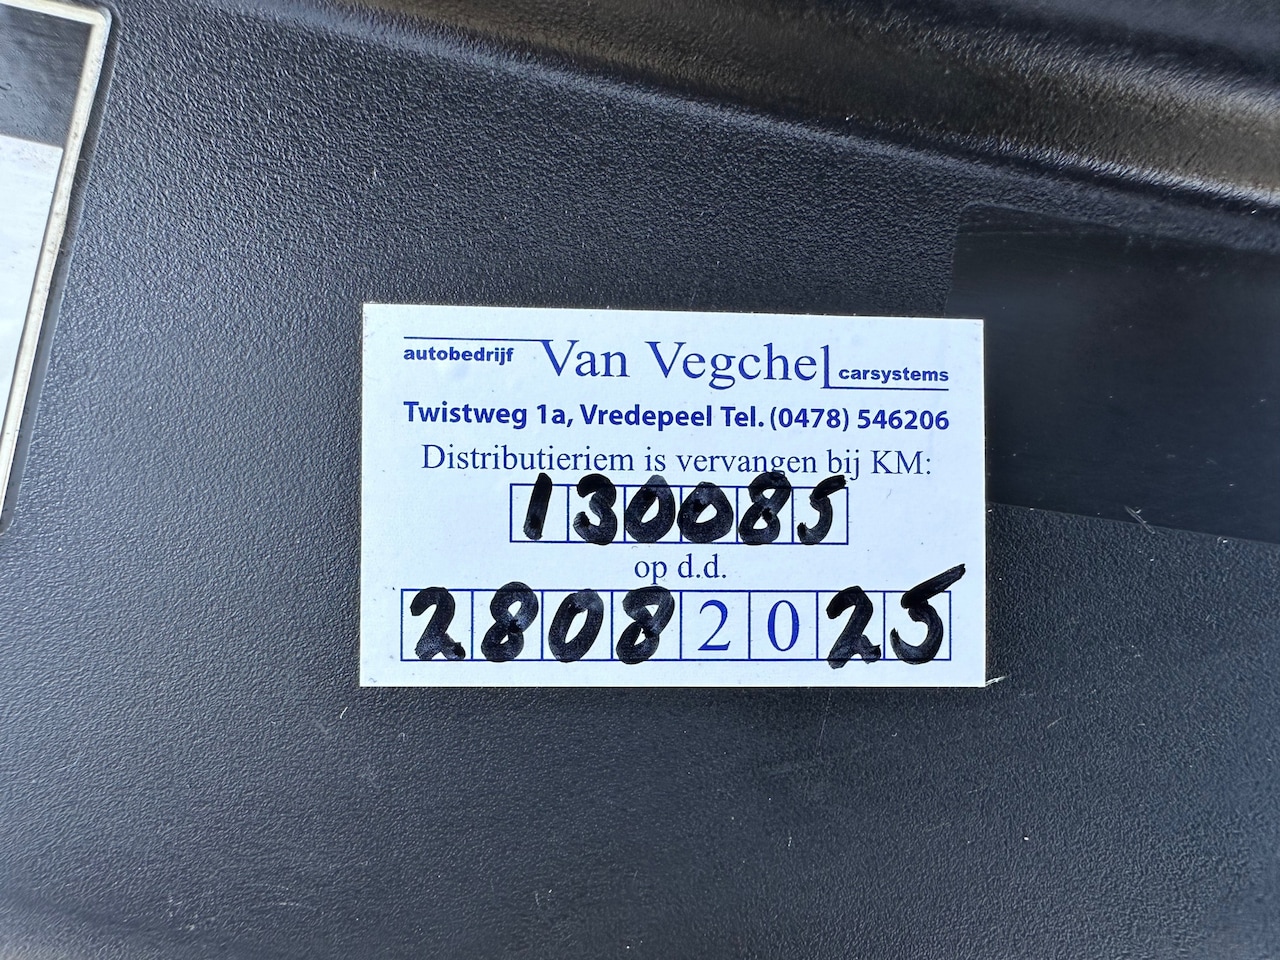 autobedrijf Van Vegchel carsystems
Twistweg 1a, Vredepeel Tel. (0478) 546206
Distributieriem is vervangen bij KM:
130085
op d.d.
28082025